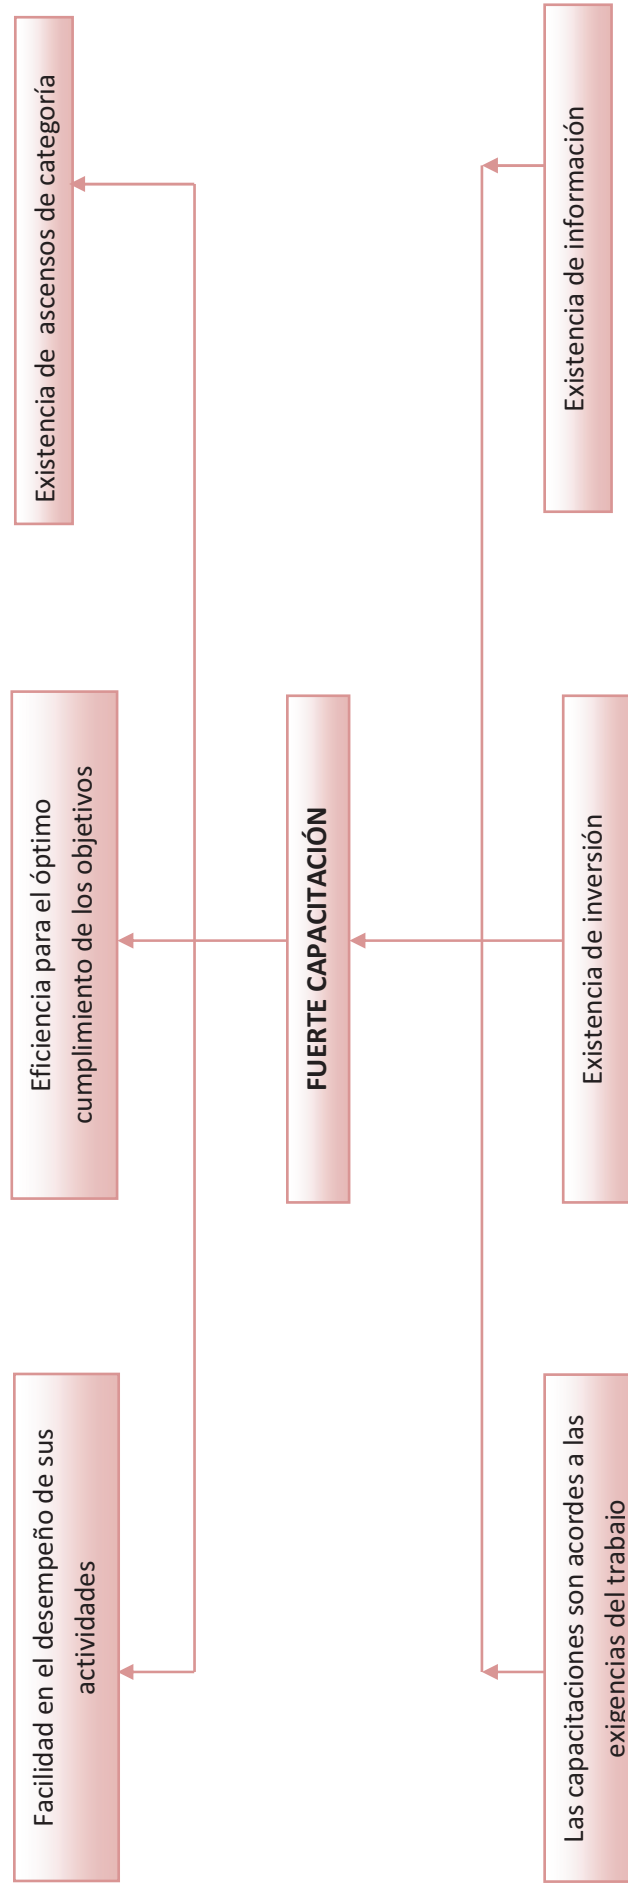 Facilidad en el desempeño de sus
actividades
Eficiencia para el óptimo
cumplimiento de los objetivos
Existencia de  ascensos de categoría
FUERTE CAPACITACIÓN
Las capacitaciones son acordes a las
exigencias del trabajo
Existencia de inversión
Existencia de información